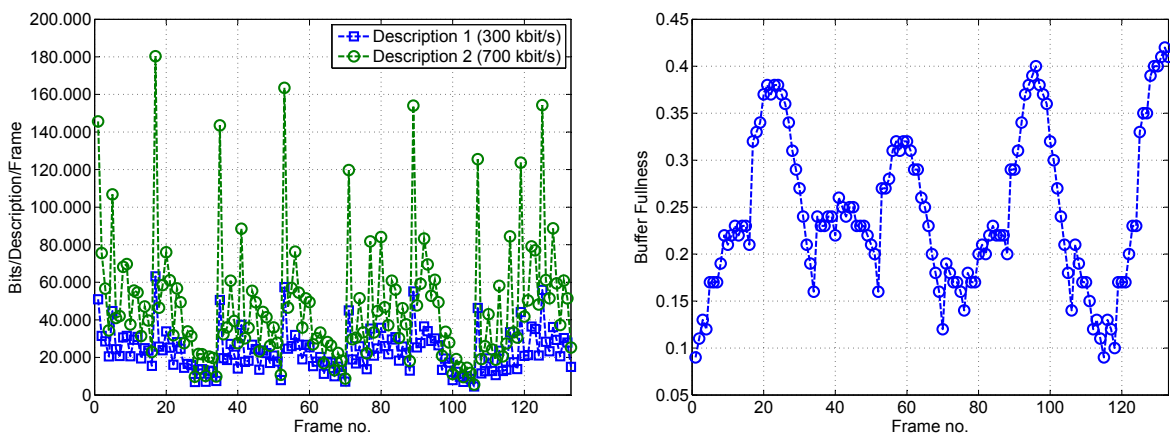 200.000
180.000
160.000
140.000
120.000
100.000
80.000
60.000
40.000
20.000
0
Bits/Description/Frame
Description 1 (300 kbit/s)
Description 2 (700 kbit/s)
0 20 40 60 80 100 120
Frame no.
0.45
0.4
0.35
0.3
0.25
0.2
0.15
0.1
0.05
Buffer Fullness
0 20 40 60 80 100 120
Frame no.